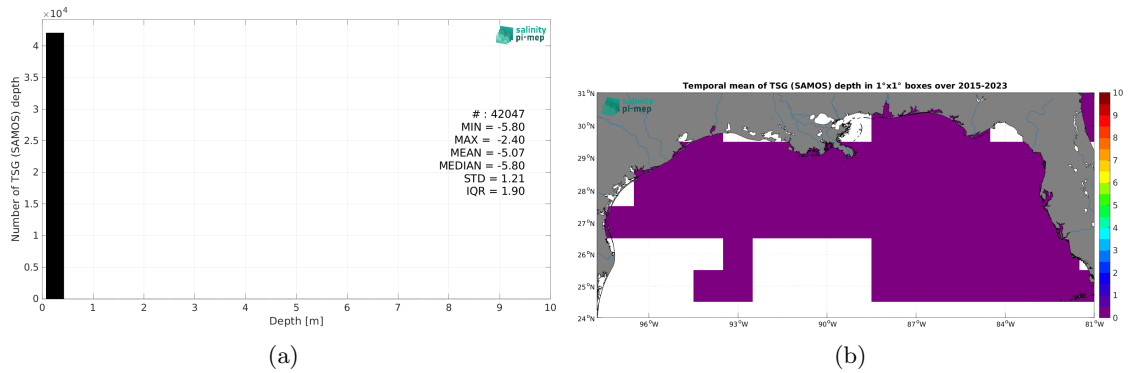 ×10⁴
4
3.5
3
2.5
2
1.5
1
0.5
0
Number of TSG (SAMOS) depth
salinity
pi-mep
# : 42047
MIN = -5.80
MAX = -2.40
MEAN = -5.07
MEDIAN = -5.80
STD = 1.21
IQR = 1.90
0 1 2 3 4 5 6 7 8 9 10
Depth [m]
(a)
Temporal mean of TSG (SAMOS) depth in 1°x1° boxes over 2015-2023
salinity
pi-mep
31°N
30°N
29°N
28°N
27°N
26°N
25°N
24°N
96°W 93°W 90°W 87°W 84°W 81°W
10
9
8
7
6
5
4
3
2
1
0
(b)